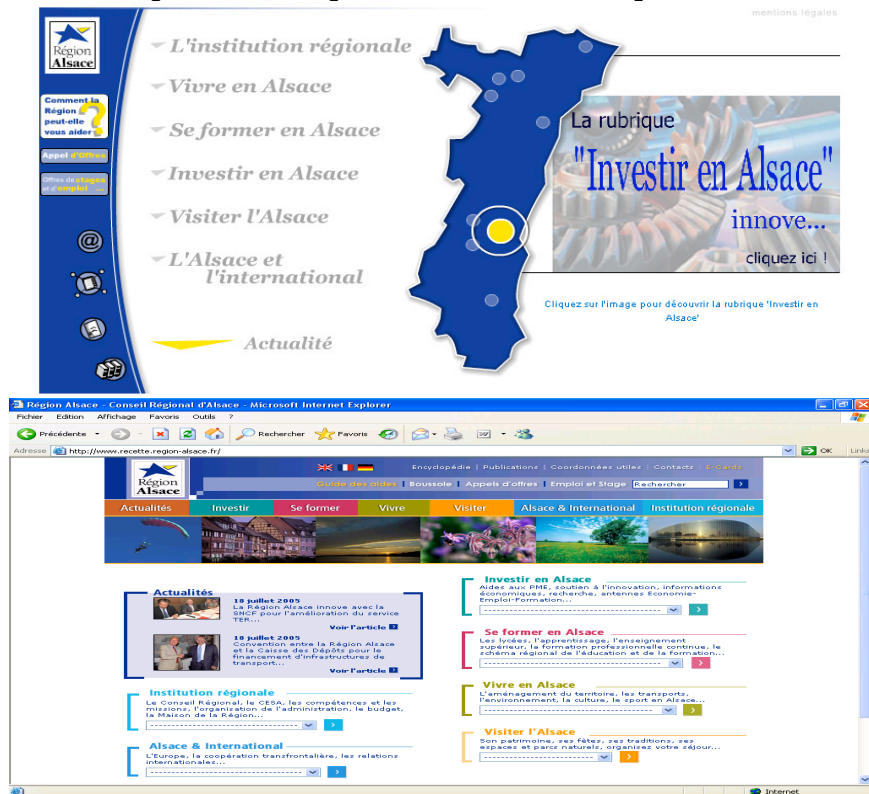 mentions légales
Région
Alsace
Comment la
Région
peut-elle
vous aider ?
Appel d'Offres
Offres de stages
et d'emploi ...
L'institution régionale
Vivre en Alsace
Se former en Alsace
Investir en Alsace
Visiter l'Alsace
L'Alsace et
l'international
Actualité
La rubrique
"Investir en Alsace"
innove...
cliquez ici !
Cliquez sur l'image pour découvrir la rubrique 'Investir en
Alsace'
Région Alsace - Conseil Régional d'Alsace - Microsoft Internet Explorer
Fichier Edition Affichage Favoris Outils ?
Précédente Rechercher Favoris
Adresse http://www.recette.region-alsace.fr/ OK Links
Région
Alsace
Encyclopédie | Publications | Coordonnées utiles | Contacts | E-Cards
Guide des aides | Boussole | Appels d'offres | Emploi et Stage Rechercher
Actualités Investir Se former Vivre Visiter Alsace & International Institution régionale
Actualités
18 juillet 2005
La Région Alsace innove avec la
SNCF pour l'amélioration du service
TER...
Voir l'article
18 juillet 2005
Convention entre la Région Alsace
et la Caisse des Dépôts pour le
financement d'infrastructures de
transport...
Voir l'article
Institution régionale
Le Conseil Régional, le CESA, les compétences et les
missions, l'organisation de l'administration, le budget,
la Maison de la Région...
Alsace & International
L'Europe, la coopération transfrontalière, les relations
internationales...
Investir en Alsace
Aides aux PME, soutien à l'innovation, informations
économiques, recherche, antennes Economie-
Emploi-Formation...
Se former en Alsace
Les lycées, l'apprentissage, l'enseignement
supérieur, la formation professionnelle continue, le
schéma régional de l'éducation et de la formation...
Vivre en Alsace
L'aménagement du territoire, les transports,
l'environnement, la culture, le sport en Alsace...
Visiter l'Alsace
Son patrimoine, ses fêtes, ses traditions, ses
espaces et parcs naturels, organisez votre séjour...
Internet